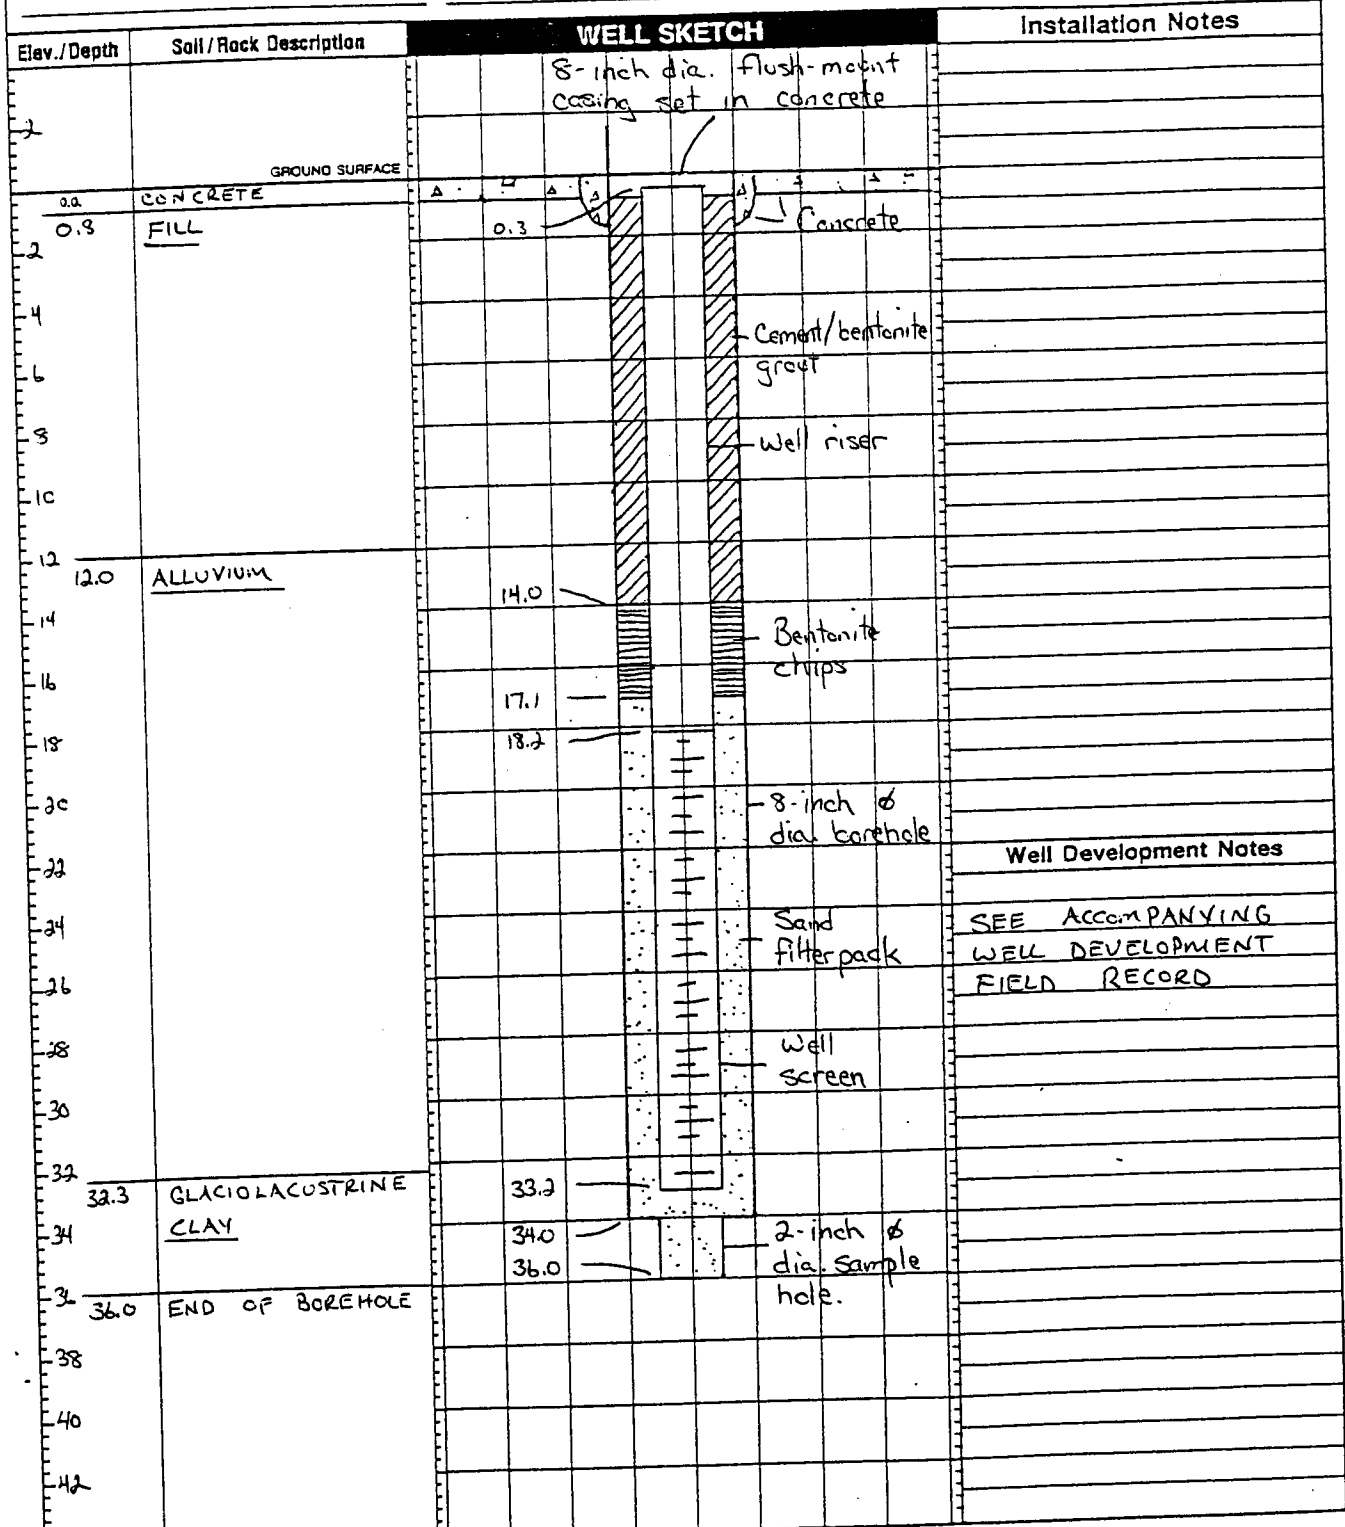 Elev./Depth
Soil/Rock Description
WELL SKETCH
Installation Notes
8-inch dia. flush-mount
casing set in concrete
2
GROUND SURFACE
0.0
CONCRETE
0.8
FILL
0.3
Concrete
2
4
Cement/bentonite
grout
6
8
Well riser
10
12
12.0
ALLUVIUM
14.0
14
Bentonite
chips
16
17.1
18
18.2
20
8-inch ø
dia. borehole
22
Well Development Notes
24
Sand
filterpack
SEE ACCOMPANYING
WELL DEVELOPMENT
FIELD RECORD
26
28
Well
screen
30
32
32.3
GLACIOLACUSTRINE
CLAY
33.2
34
34.0
36.0
2-inch ø
dia. sample
hole.
36
36.0
END OF BOREHOLE
38
40
42